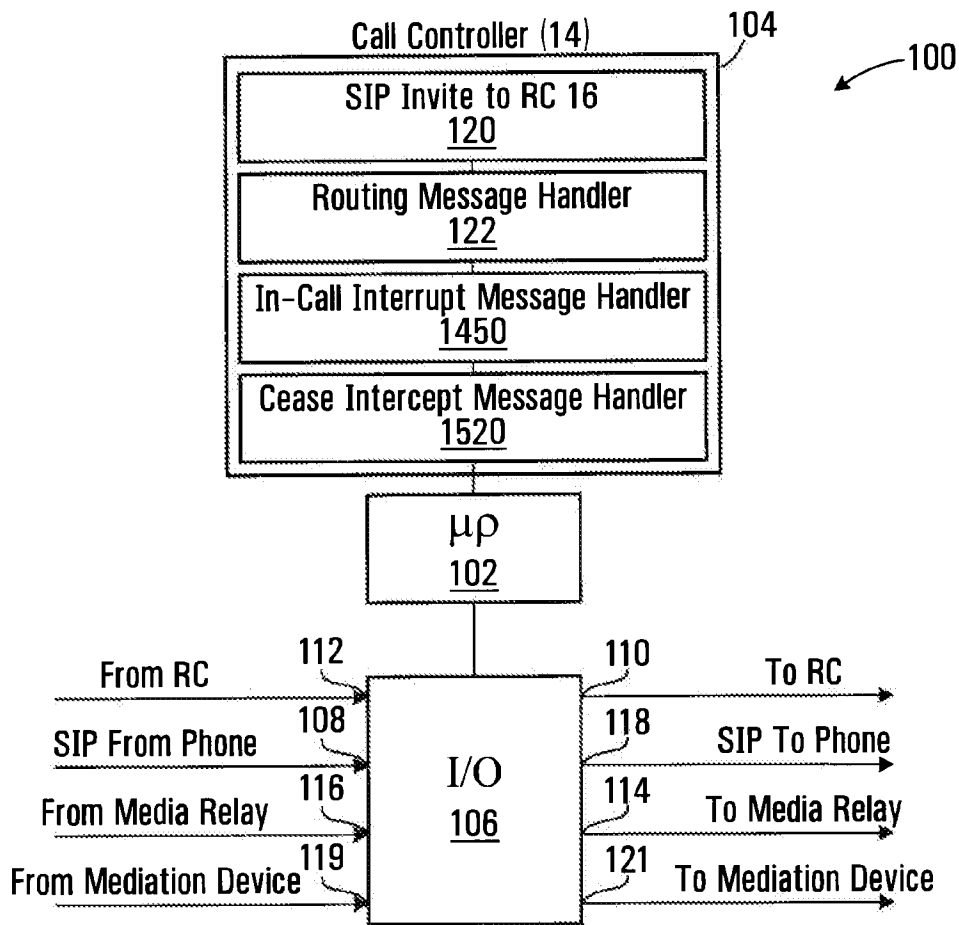 Call Controller (14)
104
100
SIP Invite to RC 16
120
Routing Message Handler
122
In-Call Interrupt Message Handler
1450
Cease Intercept Message Handler
1520
μρ
102
From RC
112
110
To RC
SIP From Phone
108
118
SIP To Phone
I/O
106
From Media Relay
116
114
To Media Relay
From Mediation Device
119
121
To Mediation Device